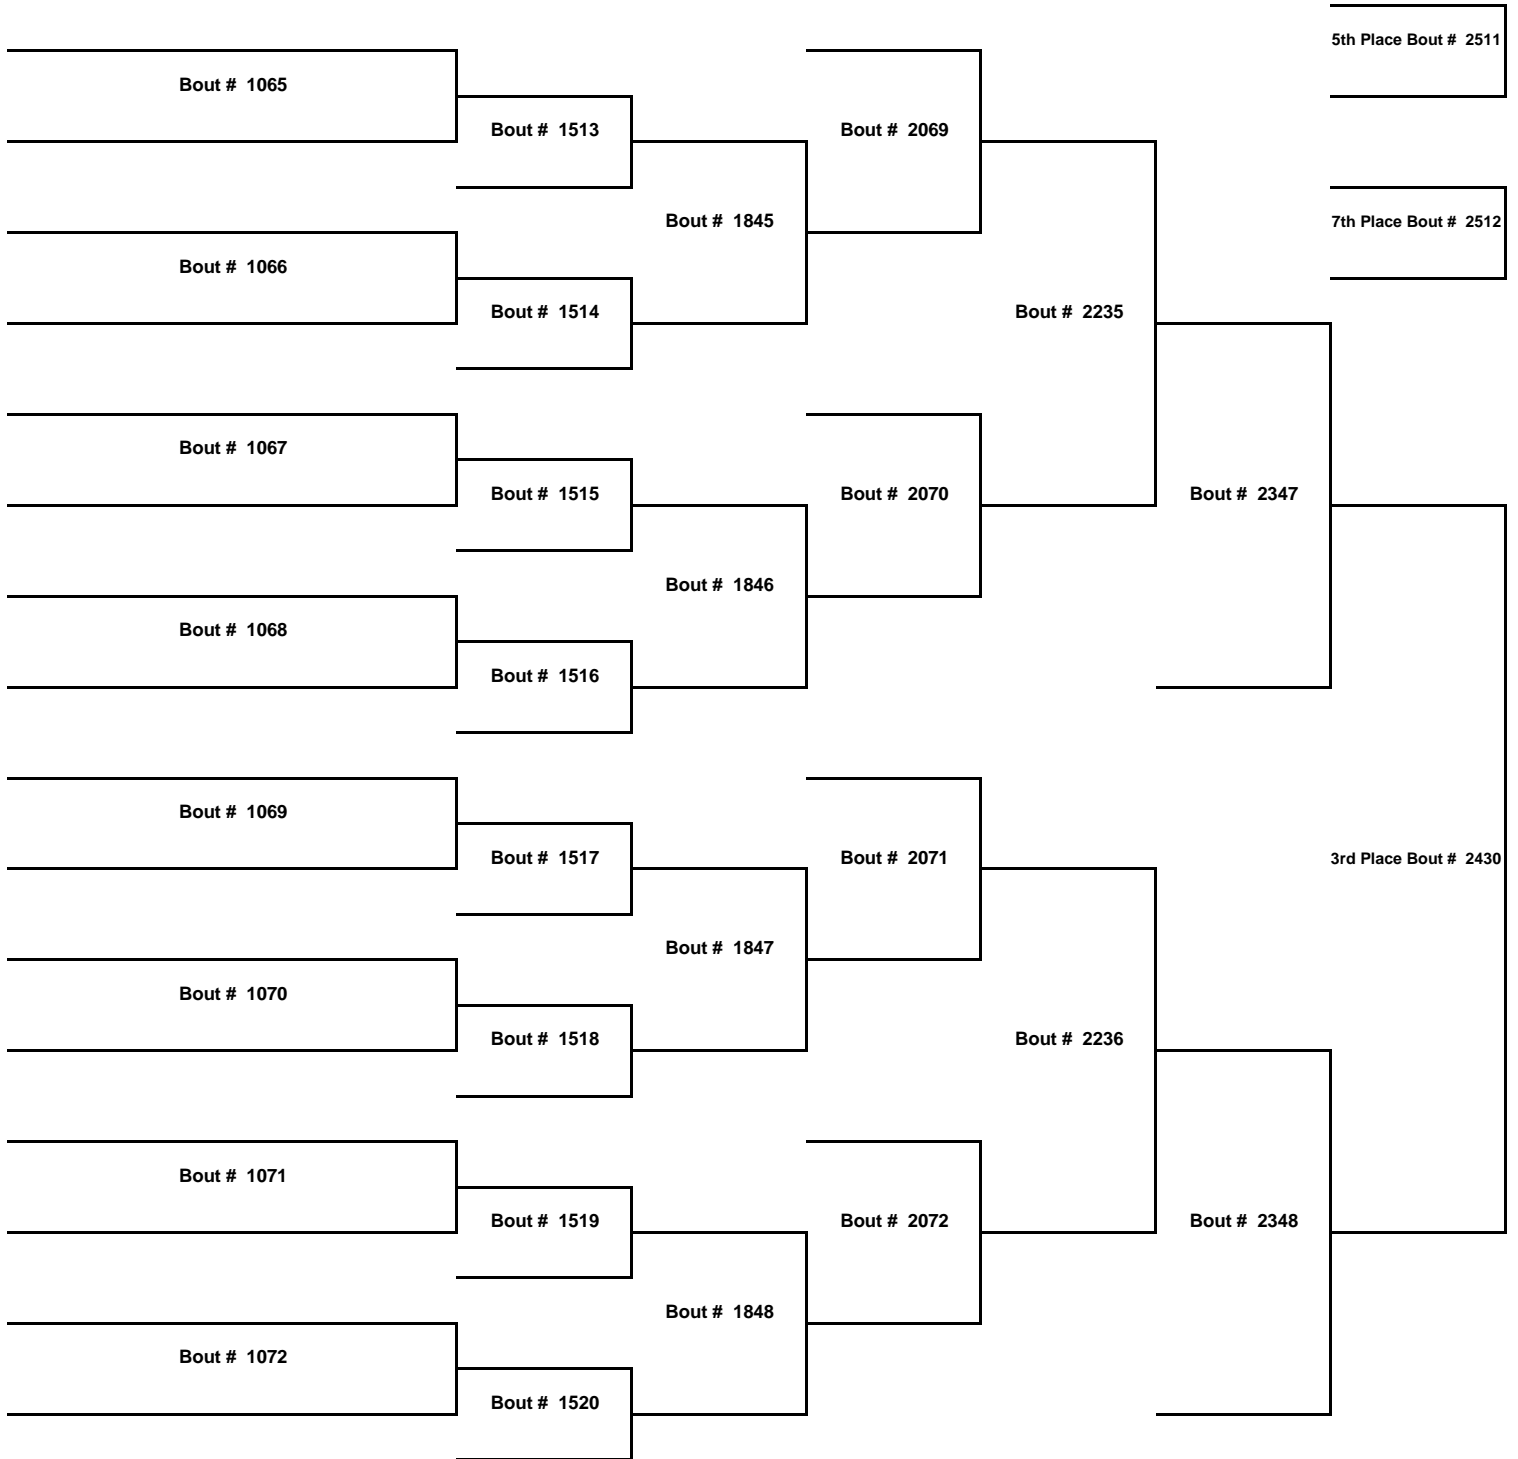 5th Place Bout # 2511
Bout # 1065
Bout # 1513
Bout # 2069
7th Place Bout # 2512
Bout # 1845
Bout # 1066
Bout # 1514
Bout # 2235
Bout # 1067
Bout # 1515
Bout # 2070
Bout # 2347
Bout # 1846
Bout # 1068
Bout # 1516
Bout # 1069
Bout # 1517
Bout # 2071
3rd Place Bout # 2430
Bout # 1847
Bout # 1070
Bout # 1518
Bout # 2236
Bout # 1071
Bout # 1519
Bout # 2072
Bout # 2348
Bout # 1848
Bout # 1072
Bout # 1520